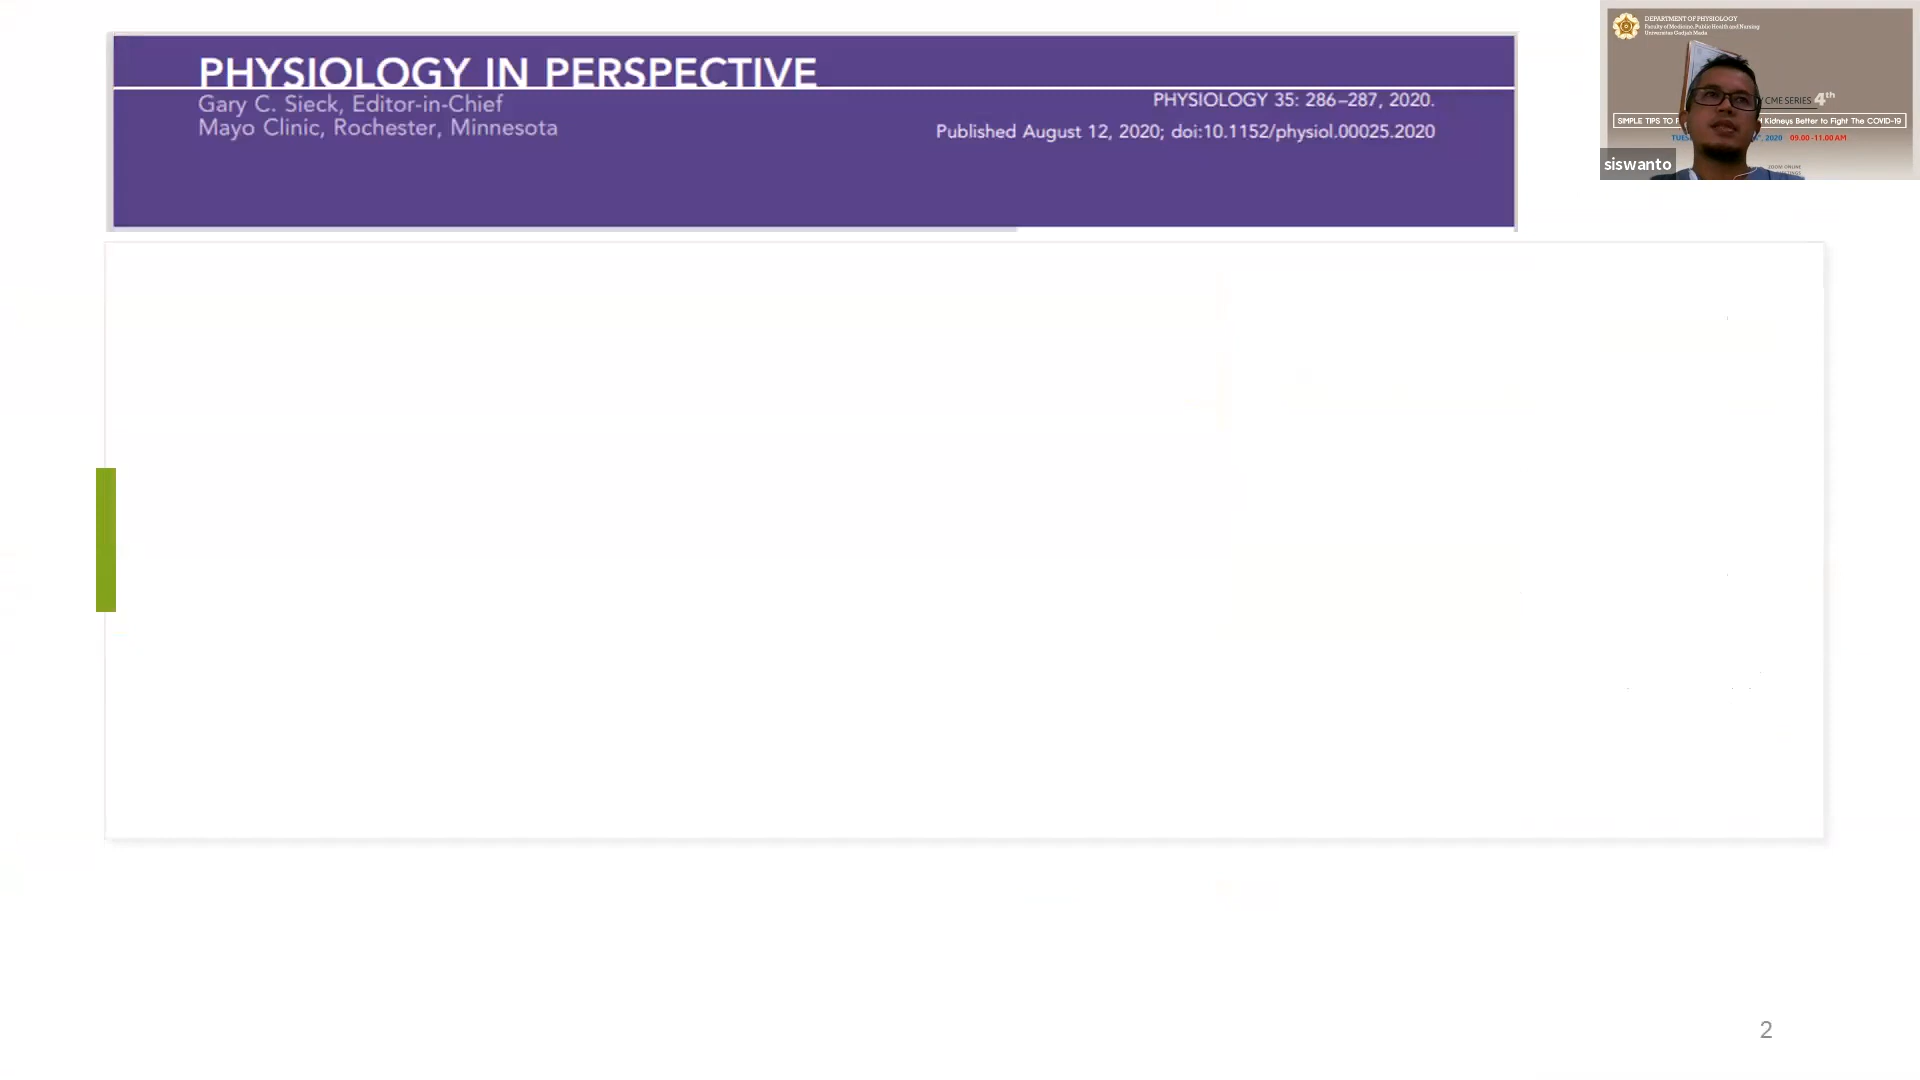 PHYSIOLOGY IN PERSPECTIVE
Gary C. Sieck, Editor-in-Chief
Mayo Clinic, Rochester, Minnesota
PHYSIOLOGY 35: 286–287, 2020.
Published August 12, 2020; doi:10.1152/physiol.00025.2020
DEPARTMENT OF PHYSIOLOGY
Faculty of Medicine, Public Health and Nursing
Universitas Gadjah Mada
CME SERIES 4th
SIMPLE TIPS TO Kidneys Better to Fight The COVID-19
2020 09.00-11.00 AM
ZOOM ONLINE
siswanto
2